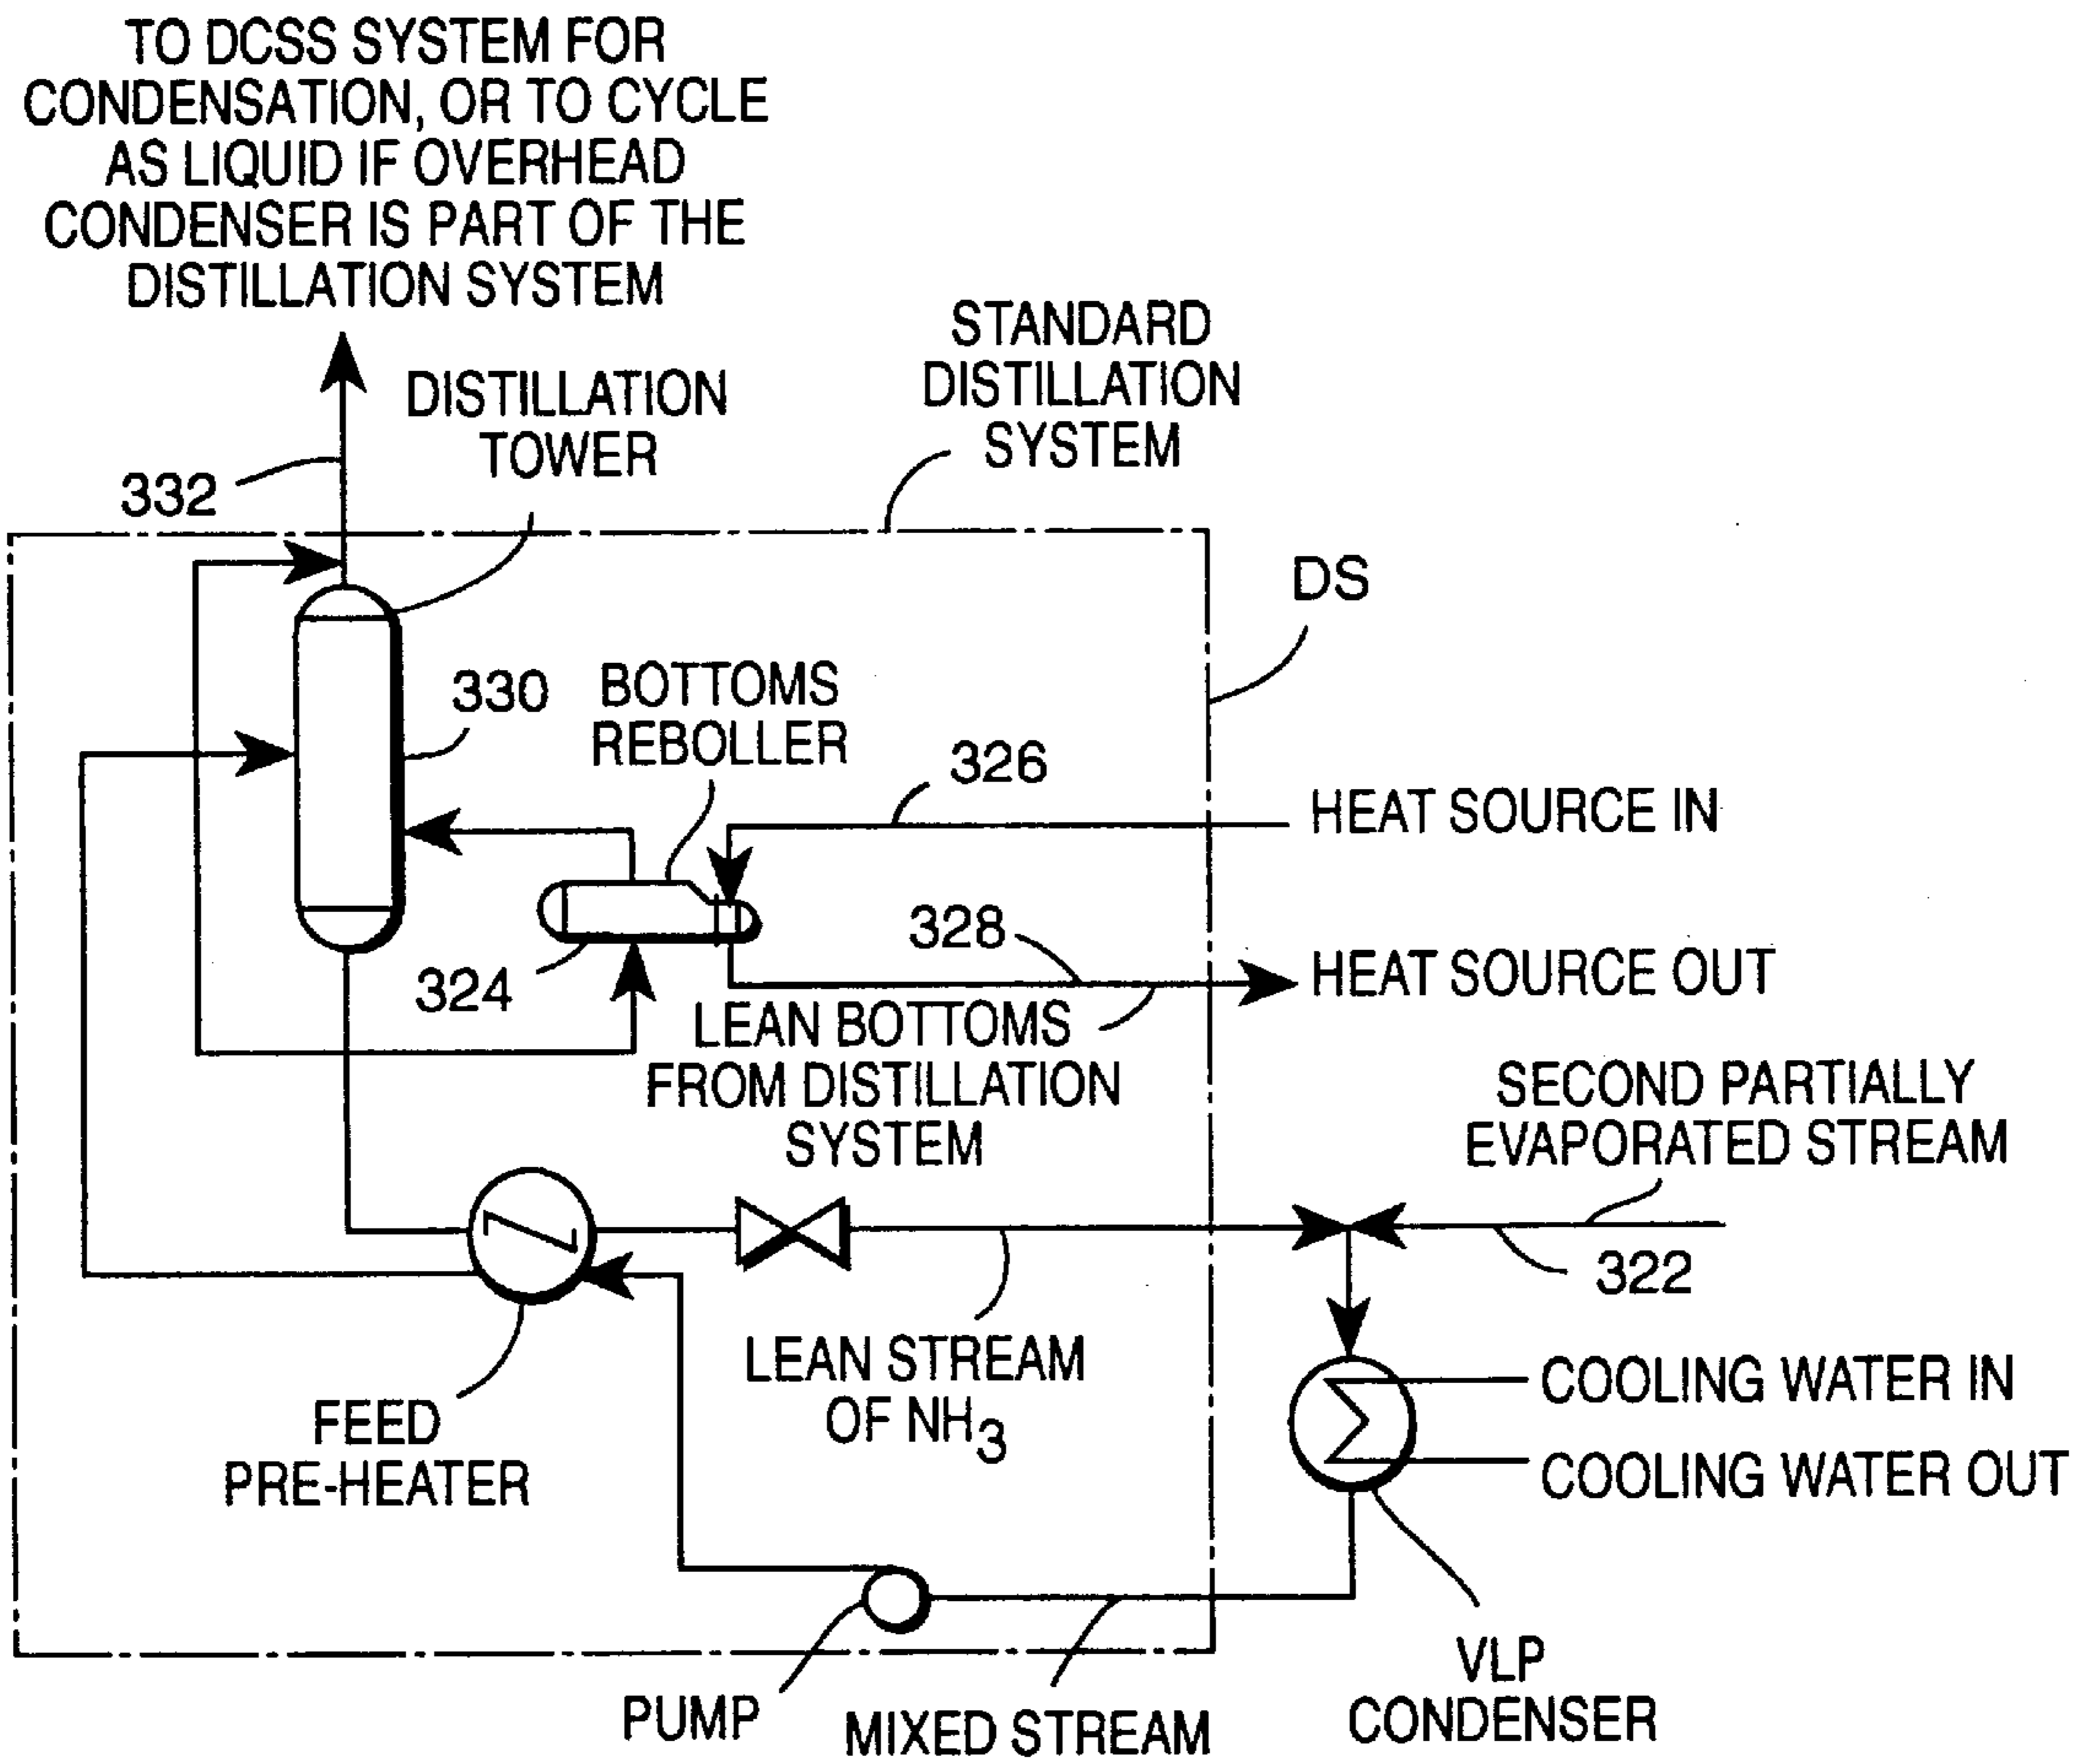 TO DCSS SYSTEM FOR
CONDENSATION, OR TO CYCLE
AS LIQUID IF OVERHEAD
CONDENSER IS PART OF THE
DISTILLATION SYSTEM
STANDARD
DISTILLATION
SYSTEM
DISTILLATION
TOWER
332
DS
330
BOTTOMS
REBOLLER
326
HEAT SOURCE IN
328
324
HEAT SOURCE OUT
LEAN BOTTOMS
FROM DISTILLATION
SYSTEM
SECOND PARTIALLY
EVAPORATED STREAM
322
LEAN STREAM
OF NH3
FEED
PRE-HEATER
COOLING WATER IN
COOLING WATER OUT
VLP
CONDENSER
PUMP
MIXED STREAM